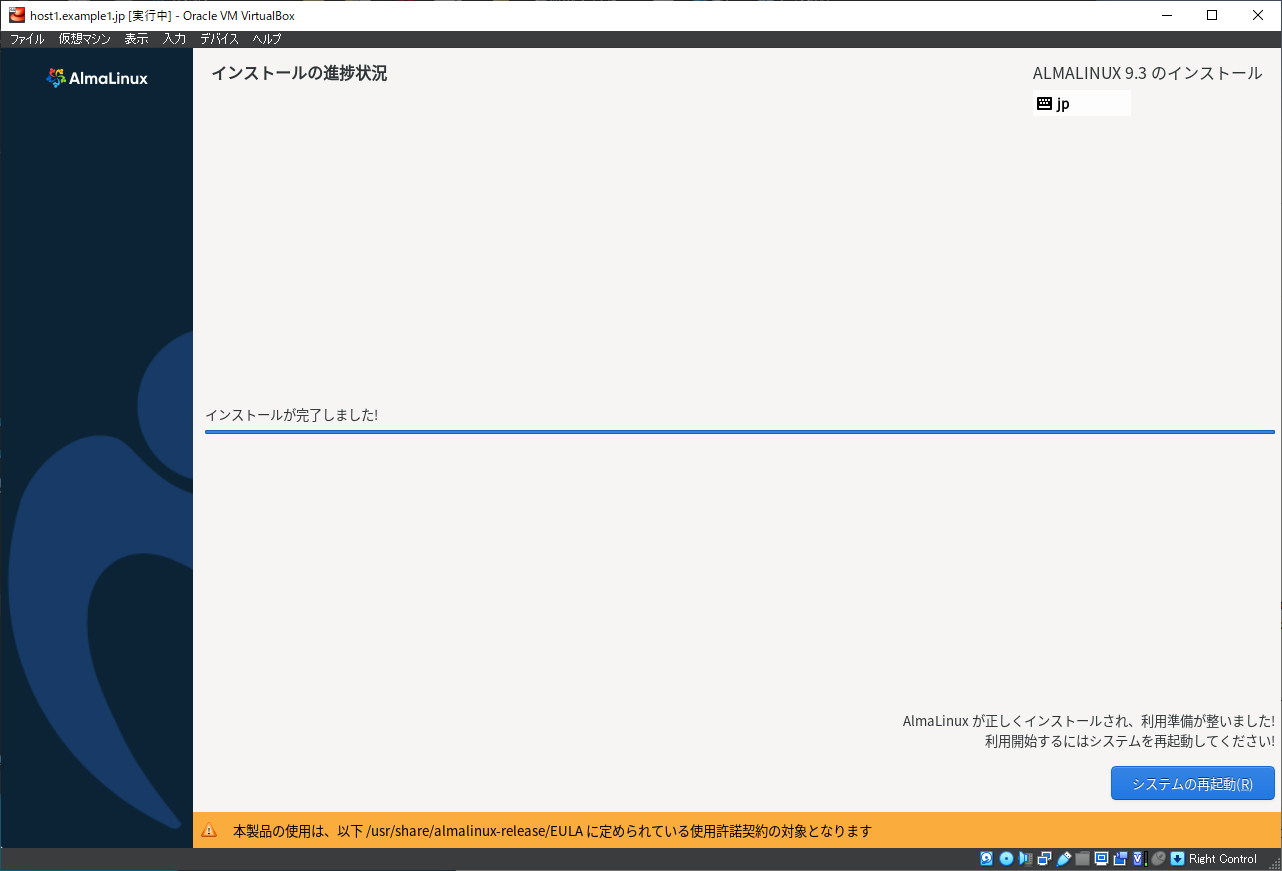 host1.example1.jp [実行中] - Oracle VM VirtualBox
ファイル 仮想マシン 表示 入力 デバイス ヘルプ
AlmaLinux
インストールの進捗状況
ALMALINUX 9.3 のインストール
jp
インストールが完了しました!
AlmaLinux が正しくインストールされ、利用準備が整いました!
利用開始するにはシステムを再起動してください!
システムの再起動(R)
本製品の使用は、以下 /usr/share/almalinux-release/EULA に定められている使用許諾契約の対象となります
Right Control